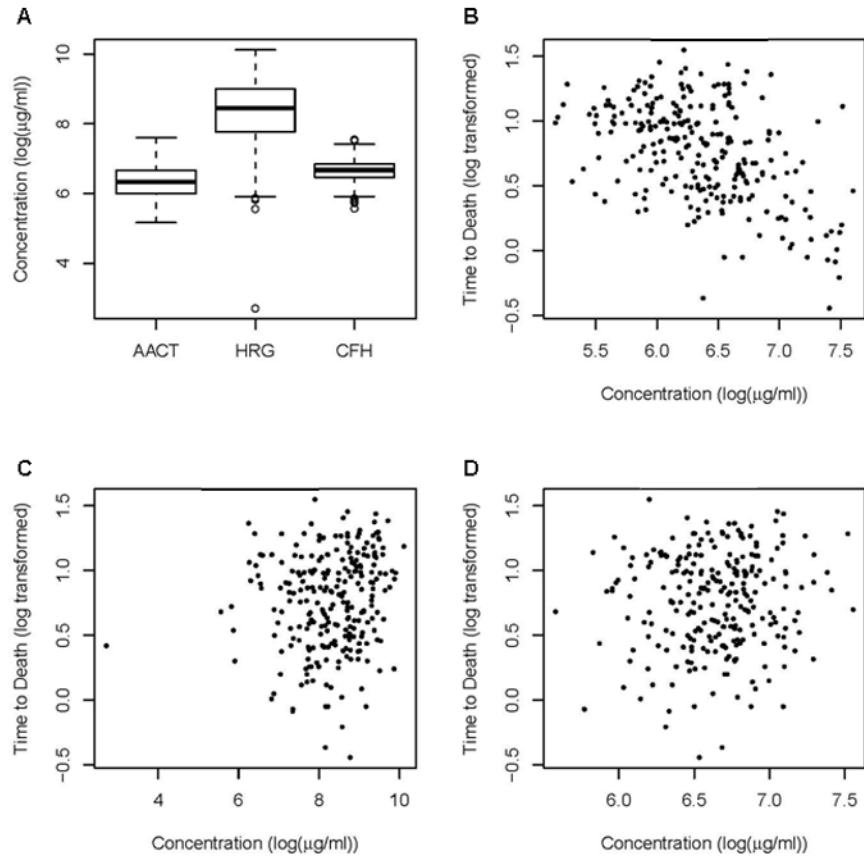 A
Concentration (log(µg/ml))
10
8
6
4
AACT HRG CFH
B
Time to Death (log transformed)
1.5
1.0
0.5
0.0
−0.5
5.5 6.0 6.5 7.0 7.5
Concentration (log(µg/ml))
C
Time to Death (log transformed)
1.5
1.0
0.5
0.0
−0.5
4 6 8 10
Concentration (log(µg/ml))
D
Time to Death (log transformed)
1.5
1.0
0.5
0.0
−0.5
6.0 6.5 7.0 7.5
Concentration (log(µg/ml))